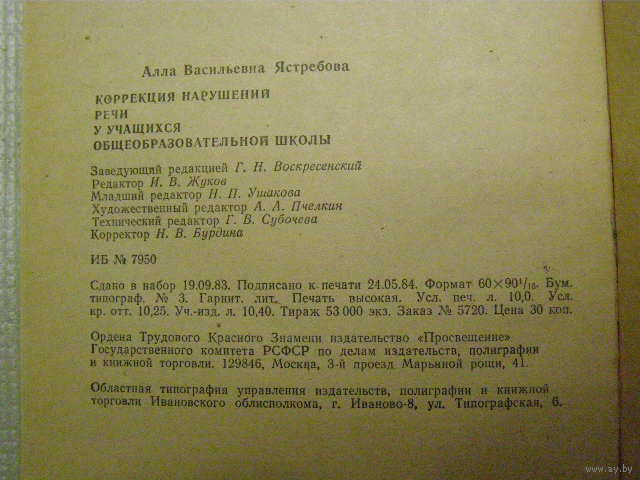 Алла Васильевна Ястребова
КОРРЕКЦИЯ НАРУШЕНИЙ
РЕЧИ
У УЧАЩИХСЯ
ОБЩЕОБРАЗОВАТЕЛЬНОЙ ШКОЛЫ
Заведующий редакцией Г. Н. Воскресенский
Редактор И. В. Жуков
Младший редактор Н. П. Ушакова
Художественный редактор А. А. Пчелкин
Технический редактор Г. В. Субочева
Корректор Н. В. Бурдина
ИБ № 7950
Сдано в набор 19.09.83. Подписано к печати 24.05.84. Формат 60×90¹/₁₆. Бум.
типограф. № 3. Гарнит. лит. Печать высокая. Усл. печ. л. 10,0. Усл.
кр. отт. 10,25. Уч.-изд. л. 10,40. Тираж 53 000 экз. Заказ № 5720. Цена 30 коп.
Ордена Трудового Красного Знамени издательство «Просвещение»
Государственного комитета РСФСР по делам издательств, полиграфии
и книжной торговли. 129846, Москва, 3-й проезд Марьиной рощи, 41.
Областная типография управления издательств, полиграфии и книжной
торговли Ивановского облисполкома, г. Иваново-8, ул. Типографская, 6.
www.ay.by